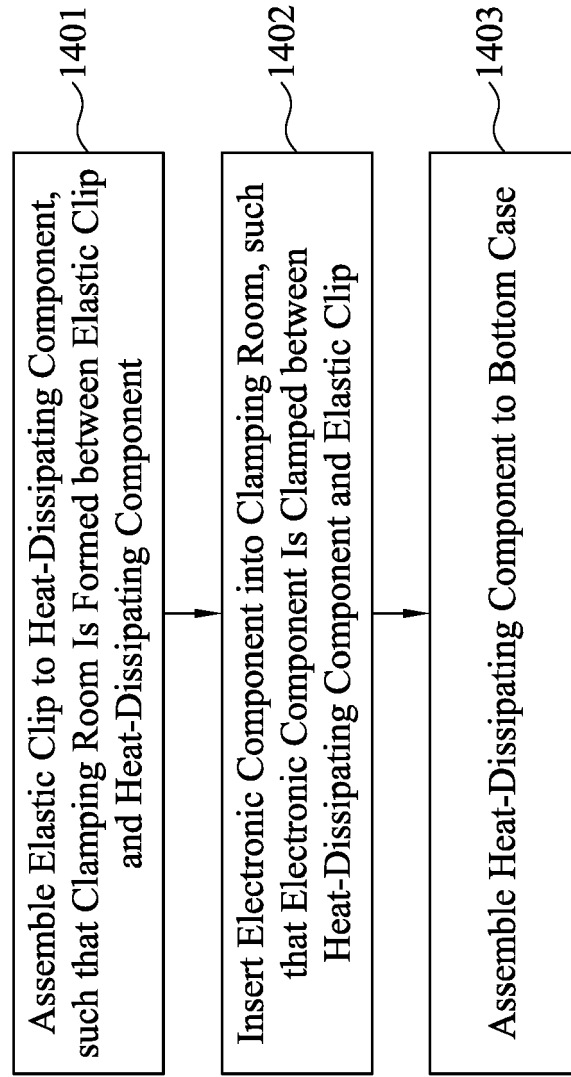 Assemble Elastic Clip to Heat-Dissipating Component,
such that Clamping Room Is Formed between Elastic Clip
and Heat-Dissipating Component
1401
Insert Electronic Component into Clamping Room, such
that Electronic Component Is Clamped between
Heat-Dissipating Component and Elastic Clip
1402
Assemble Heat-Dissipating Component to Bottom Case
1403